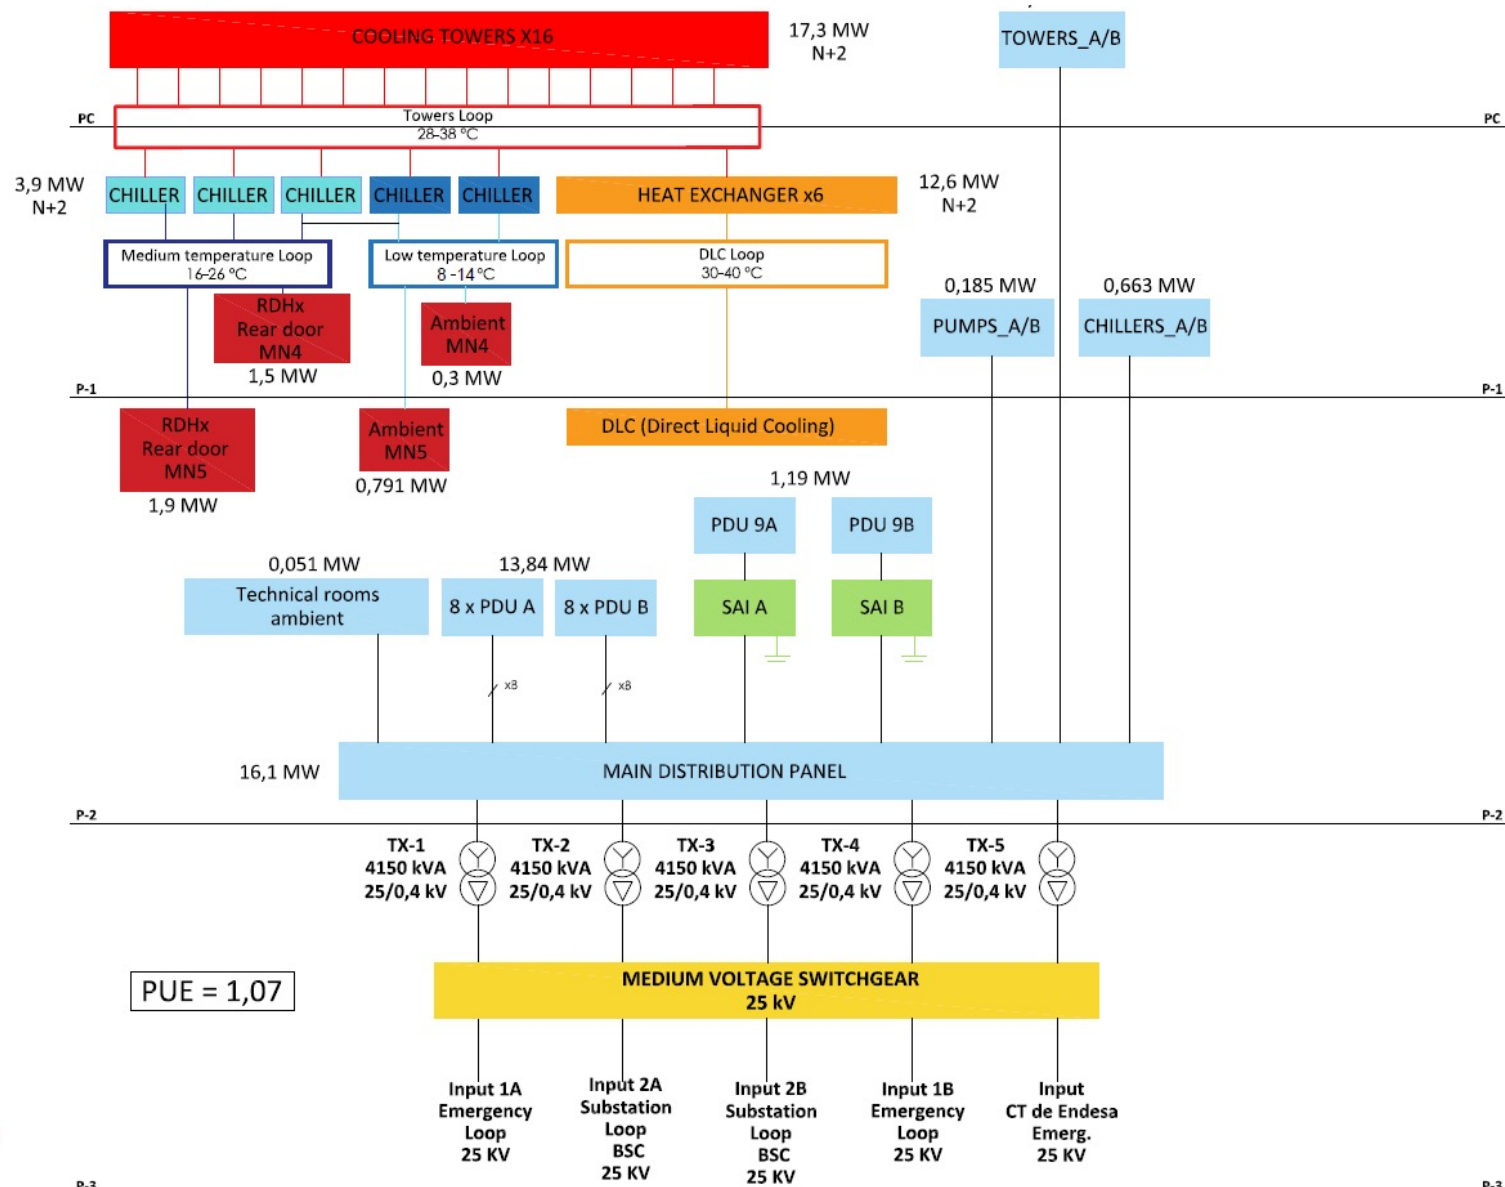 COOLING TOWERS X16
17,3 MW
N+2
TOWERS_A/B
PC
Towers Loop
28-38 ºC
PC
3,9 MW
N+2
CHILLER
CHILLER
CHILLER
CHILLER
CHILLER
HEAT EXCHANGER x6
12,6 MW
N+2
Medium temperature Loop
16-26 ºC
Low temperature Loop
8 -14 ºC
DLC Loop
30-40 ºC
0,185 MW
PUMPS_A/B
0,663 MW
CHILLERS_A/B
RDHx
Rear door
MN4
1,5 MW
Ambient
MN4
0,3 MW
P-1
P-1
RDHx
Rear door
MN5
1,9 MW
Ambient
MN5
0,791 MW
DLC (Direct Liquid Cooling)
1,19 MW
PDU 9A
PDU 9B
0,051 MW
Technical rooms
ambient
13,84 MW
8 x PDU A
8 x PDU B
SAI A
SAI B
x8
x8
16,1 MW
MAIN DISTRIBUTION PANEL
P-2
P-2
TX-1
4150 kVA
25/0,4 kV
TX-2
4150 kVA
25/0,4 kV
TX-3
4150 kVA
25/0,4 kV
TX-4
4150 kVA
25/0,4 kV
TX-5
4150 kVA
25/0,4 kV
PUE = 1,07
MEDIUM VOLTAGE SWITCHGEAR
25 kV
Input 1A
Emergency
Loop
25 KV
Input 2A
Substation
Loop
BSC
25 KV
Input 2B
Substation
Loop
BSC
25 KV
Input 1B
Emergency
Loop
25 KV
Input
CT de Endesa
Emerg.
25 KV
P-3
P-3